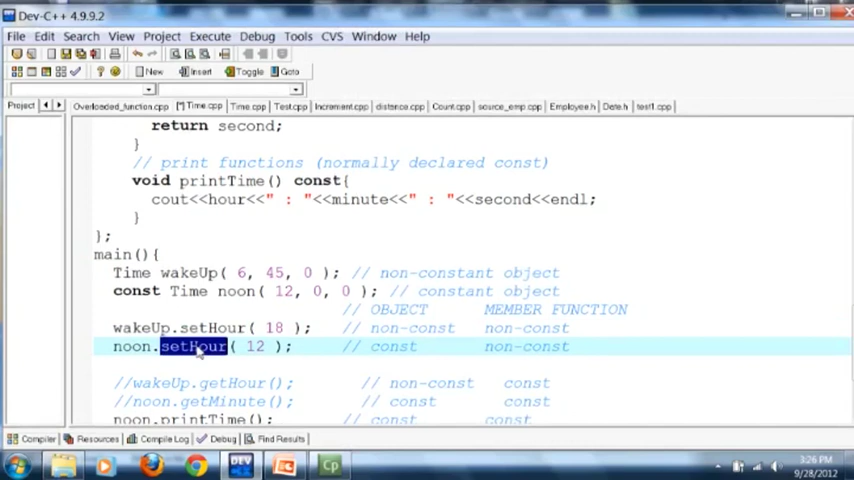 Dev-C++ 4.9.9.2
File Edit Search View Project Execute Debug Tools CVS Window Help
New Insert Toggle Goto
Project Overloaded_function.cpp [*] Time.cpp Time.cpp Test.cpp Increment.cpp distance.cpp Count.cpp source_emp.cpp Employee.h Date.h test1.cpp
return second;
}
// print functions (normally declared const)
void printTime() const{
cout<<hour<<" : "<<minute<<" : "<<second<<endl;
}
};
main(){
Time wakeUp( 6, 45, 0 ); // non-constant object
const Time noon( 12, 0, 0 ); // constant object
// OBJECT MEMBER FUNCTION
wakeUp.setHour( 18 ); // non-const non-const
noon.setHour( 12 ); // const non-const
//wakeUp.getHour(); // non-const const
//noon.getMinute(); // const const
noon.printTime(); // const const
Compiler Resources Compile Log Debug Find Results
DEV Cp
3:26 PM
9/28/2012